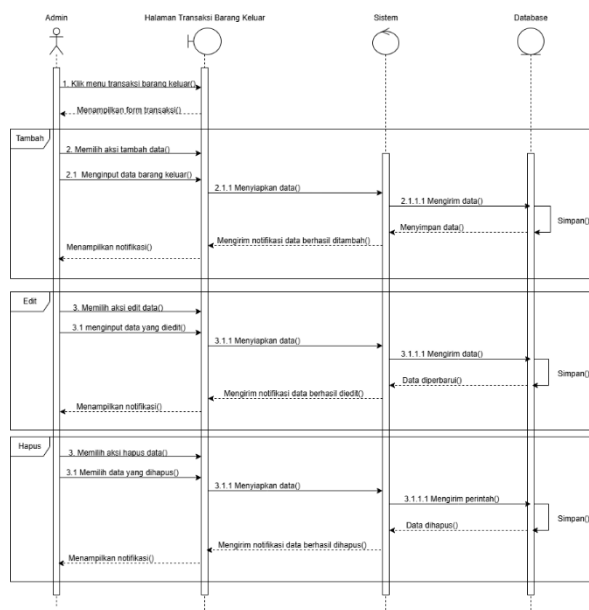 Admin
Halaman Transaksi Barang Keluar
Sistem
Database
1. Klik menu transaksi barang keluar()
Menampilkan form transaksi()
Tambah
2. Memilih aksi tambah data()
2.1 Menginput data barang keluar()
2.1.1 Menyiapkan data()
2.1.1.1 Mengirim data()
Simpan()
Menyimpan data()
Mengirim notifikasi data berhasil ditambah()
Menampilkan notifikasi()
Edit
3. Memilih aksi edit data()
3.1 menginput data yang diedit()
3.1.1 Menyiapkan data()
3.1.1.1 Mengirim data()
Simpan()
Data diperbarui()
Mengirim notifikasi data berhasil diedit()
Menampilkan notifikasi()
Hapus
3. Memilih aksi hapus data()
3.1 Memilih data yang dihapus()
3.1.1 Menyiapkan data()
3.1.1.1 Mengirim perintah()
Simpan()
Data dihapus()
Mengirim notifikasi data berhasil dihapus()
Menampilkan notifikasi()